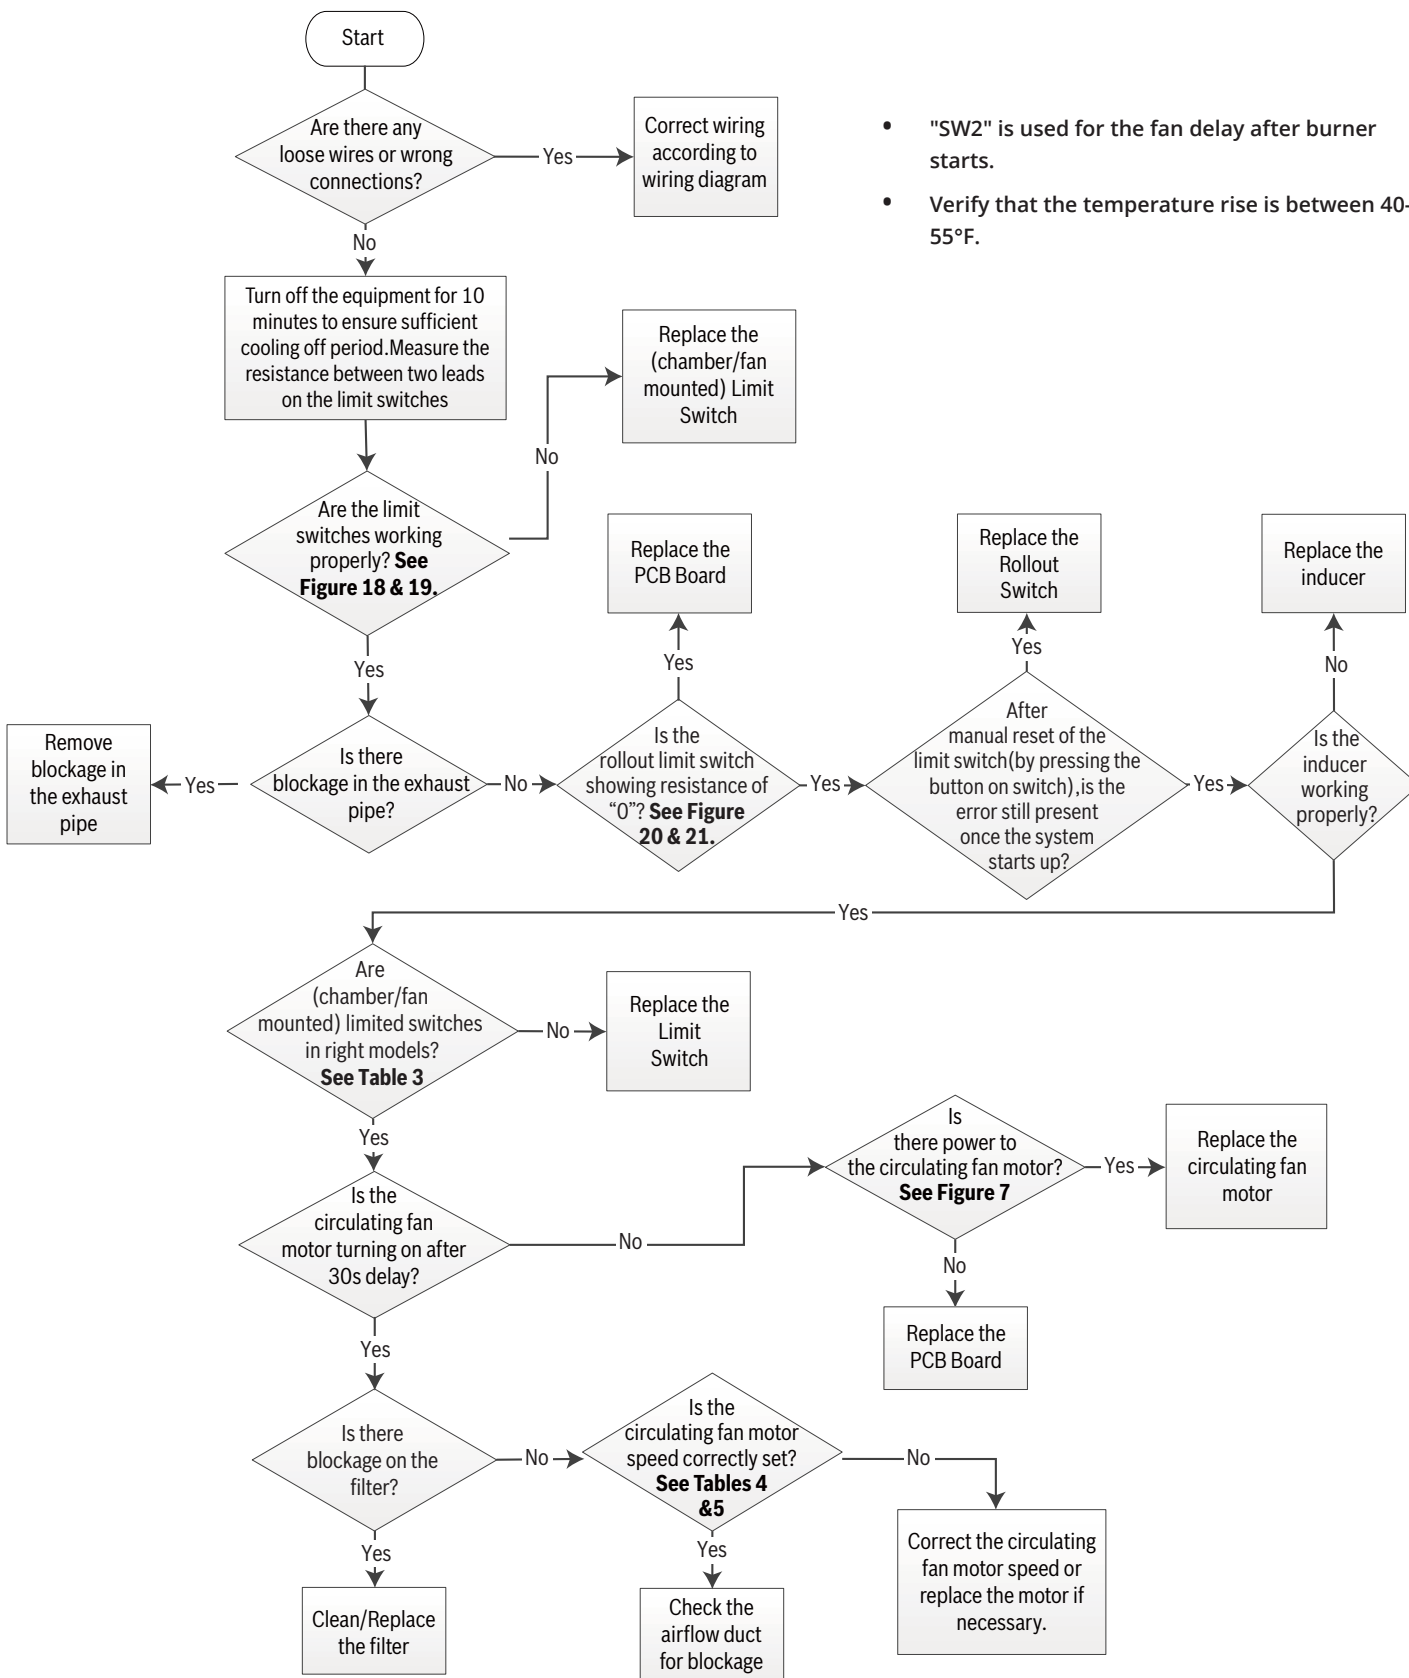 Start
Are there any
loose wires or wrong
connections?
Yes
Correct wiring
according to
wiring diagram
• "SW2" is used for the fan delay after burner
starts.
• Verify that the temperature rise is between 40-
55°F.
No
Turn off the equipment for 10
minutes to ensure sufficient
cooling off period.Measure the
resistance between two leads
on the limit switches
Replace the
(chamber/fan
mounted) Limit
Switch
No
Are the limit
switches working
properly? See
Figure 18 & 19.
Yes
Replace the
PCB Board
Yes
Replace the
Rollout
Switch
Yes
Replace the
inducer
No
Remove
blockage in
the exhaust
pipe
Yes
Is there
blockage in the exhaust
pipe?
No
Is the
rollout limit switch
showing resistance of
“0”? See Figure
20 & 21.
Yes
After
manual reset of the
limit switch(by pressing the
button on switch),is the
error still present
once the system
starts up?
Yes
Is the
inducer
working
properly?
Yes
Are
(chamber/fan
mounted) limited switches
in right models?
See Table 3
No
Replace the
Limit
Switch
Yes
Is the
circulating fan
motor turning on after
30s delay?
No
Is
there power to
the circulating fan motor?
See Figure 7
Yes
Replace the
circulating fan
motor
No
Replace the
PCB Board
Yes
Is there
blockage on the
filter?
No
Is the
circulating fan motor
speed correctly set?
See Tables 4
&5
No
Correct the circulating
fan motor speed or
replace the motor if
necessary.
Yes
Clean/Replace
the filter
Yes
Check the
airflow duct
for blockage